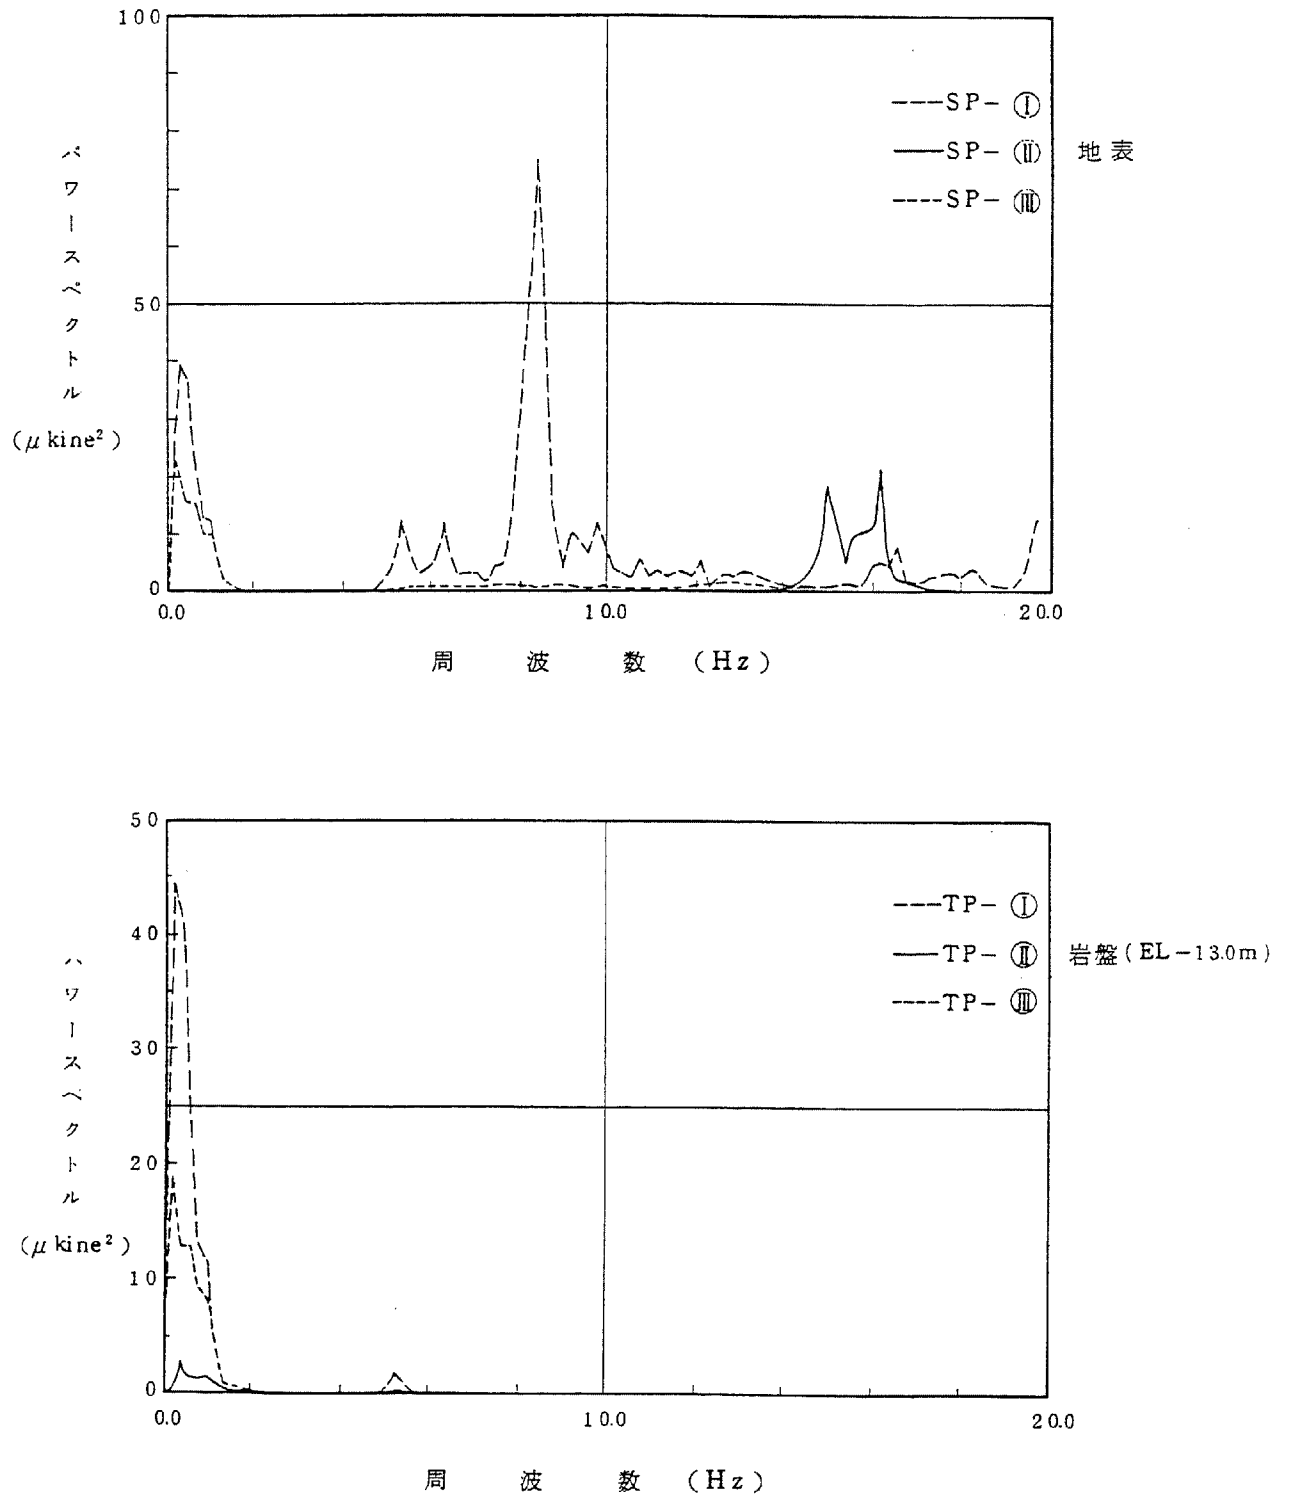 100
SP-Ⅰ
SP-Ⅱ 地表
SP-Ⅲ
パワースペクトル
(μkine²)
50
0
0.0 10.0 20.0
周波数 (Hz)
50
TP-Ⅰ
TP-Ⅱ 岩盤(EL-13.0m)
TP-Ⅲ
40
30
20
10
0
パワースペクトル
(μkine²)
0.0 10.0 20.0
周波数 (Hz)